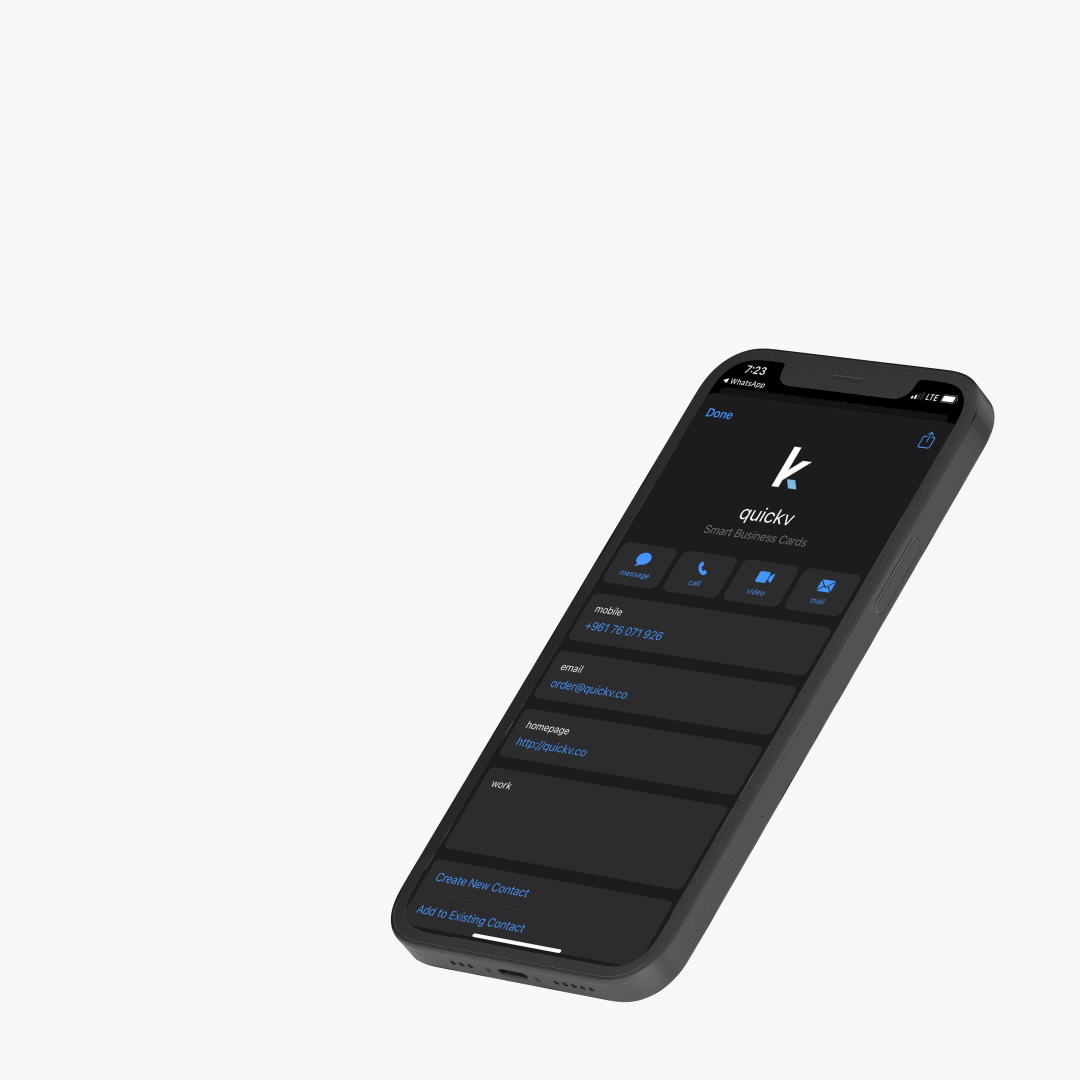 7:23
WhatsApp
LTE
Done
quickv
Smart Business Cards
message
call
video
mail
mobile
+961 76 071 926
email
order@quickv.co
homepage
http://quickv.co
work
Create New Contact
Add to Existing Contact